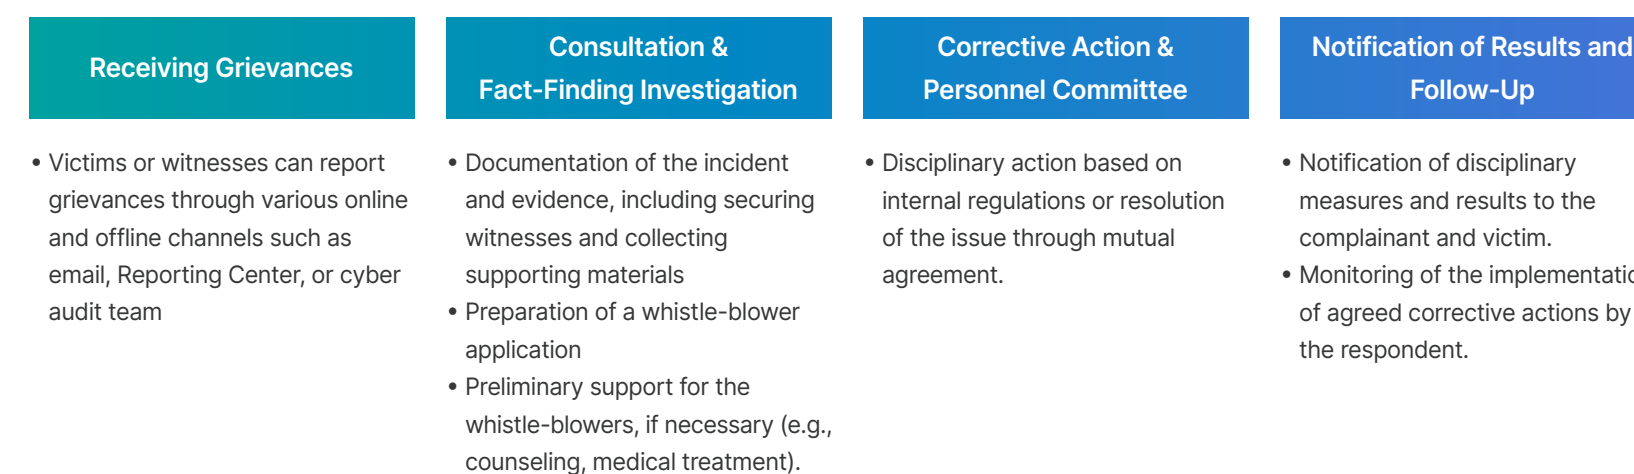 Receiving Grievances
• Victims or witnesses can report
grievances through various online
and offline channels such as
email, Reporting Center, or cyber
audit team
Consultation &
Fact-Finding Investigation
• Documentation of the incident
and evidence, including securing
witnesses and collecting
supporting materials
• Preparation of a whistle-blower
application
• Preliminary support for the
whistle-blowers, if necessary (e.g.,
counseling, medical treatment).
Corrective Action &
Personnel Committee
• Disciplinary action based on
internal regulations or resolution
of the issue through mutual
agreement.
Notification of Results and
Follow-Up
• Notification of disciplinary
measures and results to the
complainant and victim.
• Monitoring of the
of agreed corrective actions by
the respondent.